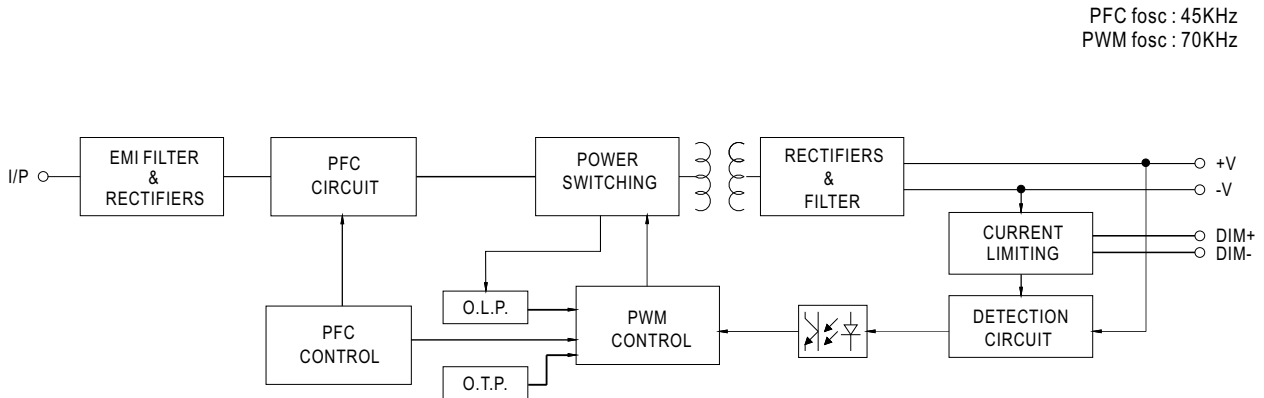 PFC fosc : 45KHz
PWM fosc : 70KHz
I/P
EMI FILTER
&
RECTIFIERS
PFC
CIRCUIT
POWER
SWITCHING
RECTIFIERS
&
FILTER
+V
-V
CURRENT
LIMITING
DIM+
DIM-
O.L.P.
PFC
CONTROL
PWM
CONTROL
DETECTION
CIRCUIT
O.T.P.